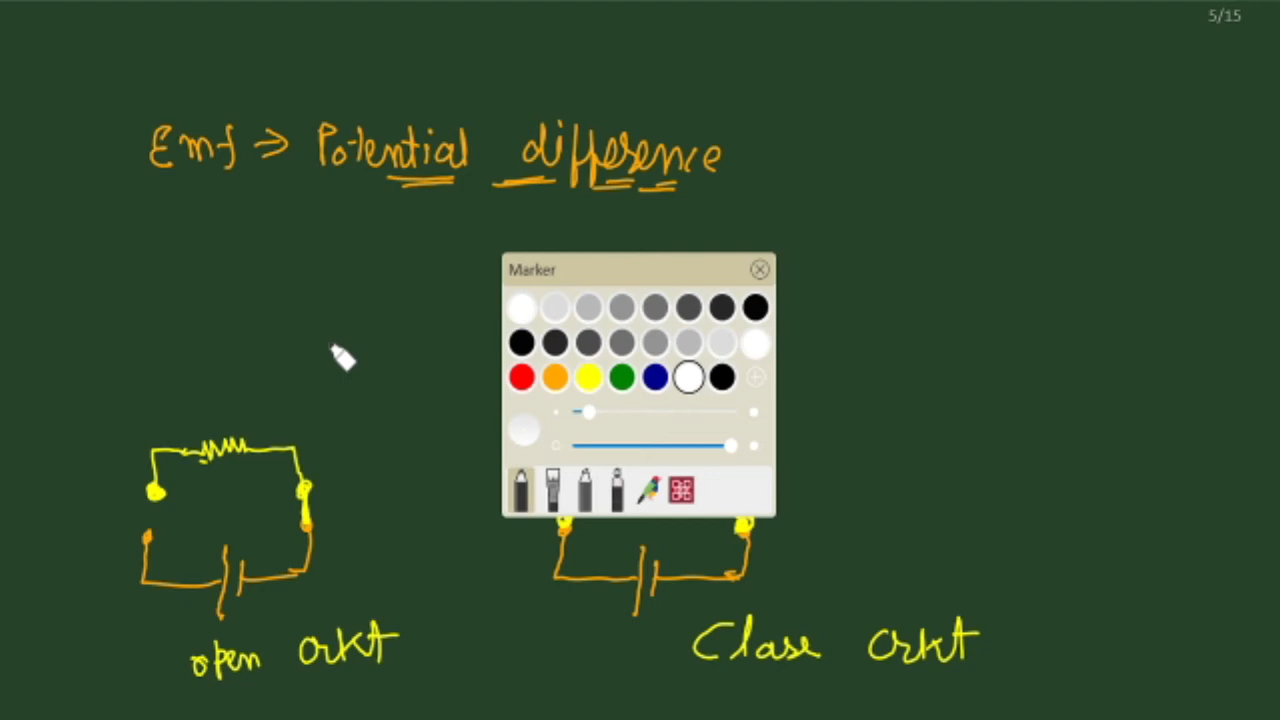 5/15
Emf ⇒ Potential difference
Marker
open crkt
Close crkt